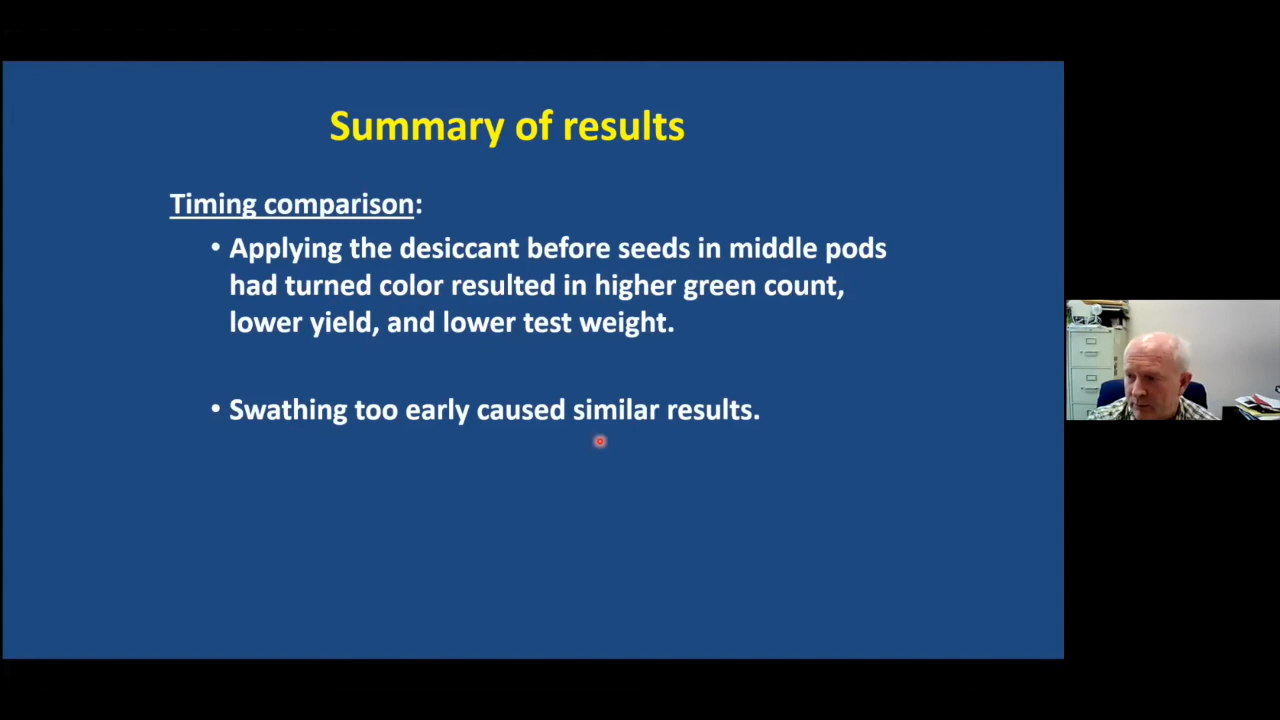 Summary of results
Timing comparison:
• Applying the desiccant before seeds in middle pods
had turned color resulted in higher green count,
lower yield, and lower test weight.
• Swathing too early caused similar results.